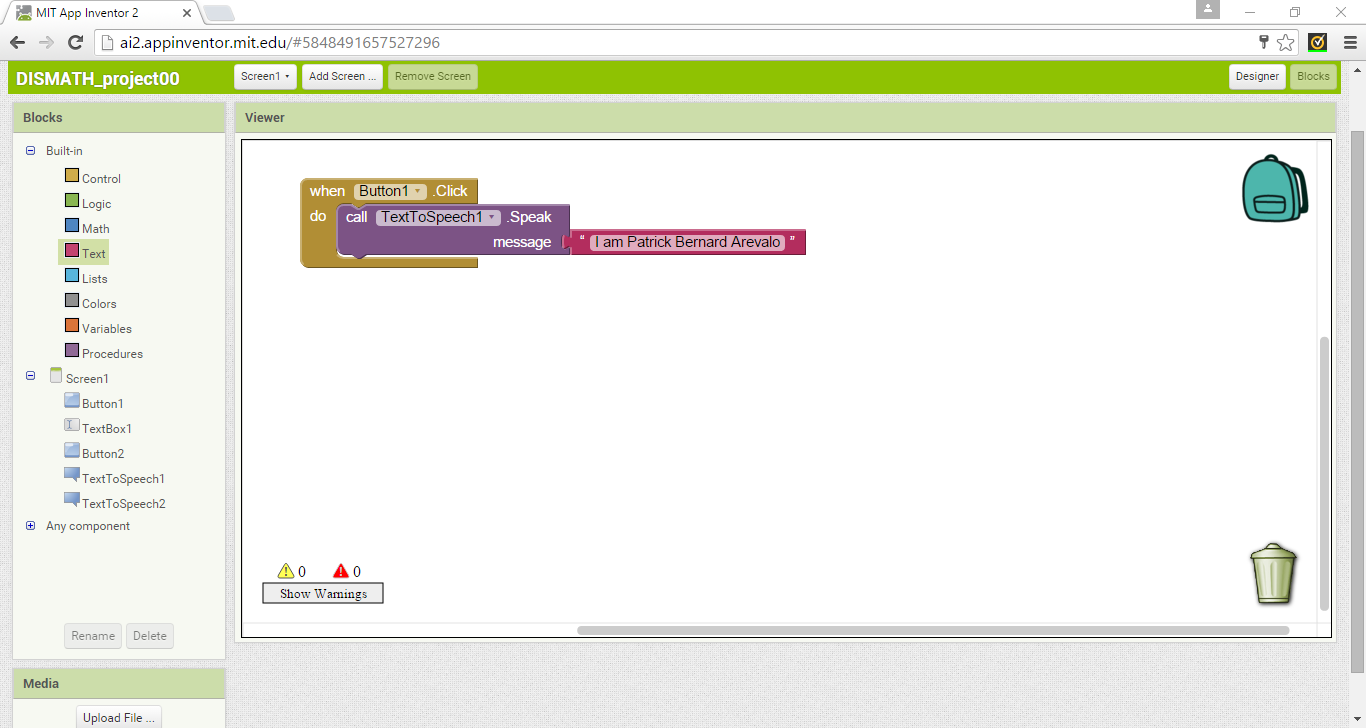 MIT App Inventor 2
ai2.appinventor.mit.edu/#5848491657527296
DISMATH_project00
Screen1
Add Screen ...
Remove Screen
Designer
Blocks
Blocks
Built-in
Control
Logic
Math
Text
Lists
Colors
Variables
Procedures
Screen1
Button1
TextBox1
Button2
TextToSpeech1
TextToSpeech2
Any component
Rename
Delete
Media
Upload File ...
Viewer
when Button1 .Click
do call TextToSpeech1 .Speak
message “ I am Patrick Bernard Arevalo ”
0 0
Show Warnings